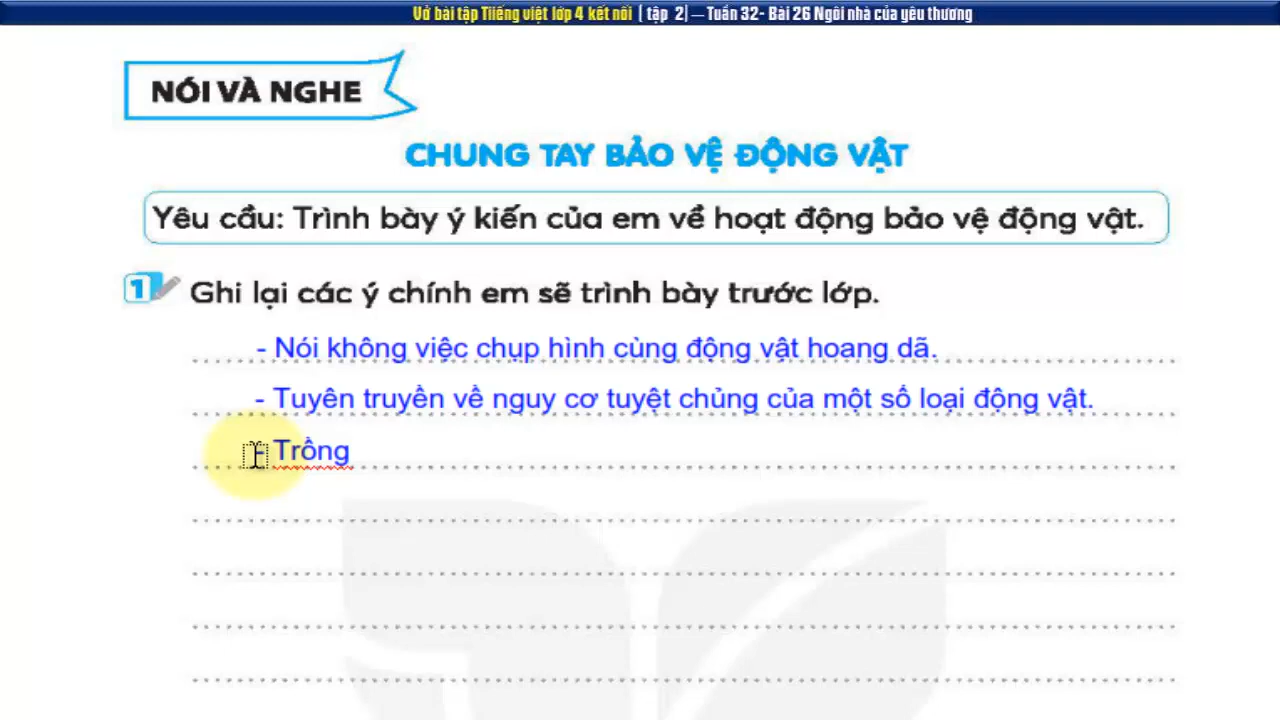 Vở bài tập Tiiếng việt lớp 4 kết nối ( tập 2) – Tuần 32- Bài 26 Ngôi nhà của yêu thương
NÓI VÀ NGHE
CHUNG TAY BẢO VỆ ĐỘNG VẬT
Yêu cầu: Trình bày ý kiến của em về hoạt động bảo vệ động vật.
1 Ghi lại các ý chính em sẽ trình bày trước lớp.
- Nói không việc chụp hình cùng động vật hoang dã.
- Tuyên truyền về nguy cơ tuyệt chủng của một số loại động vật.
- Trồng